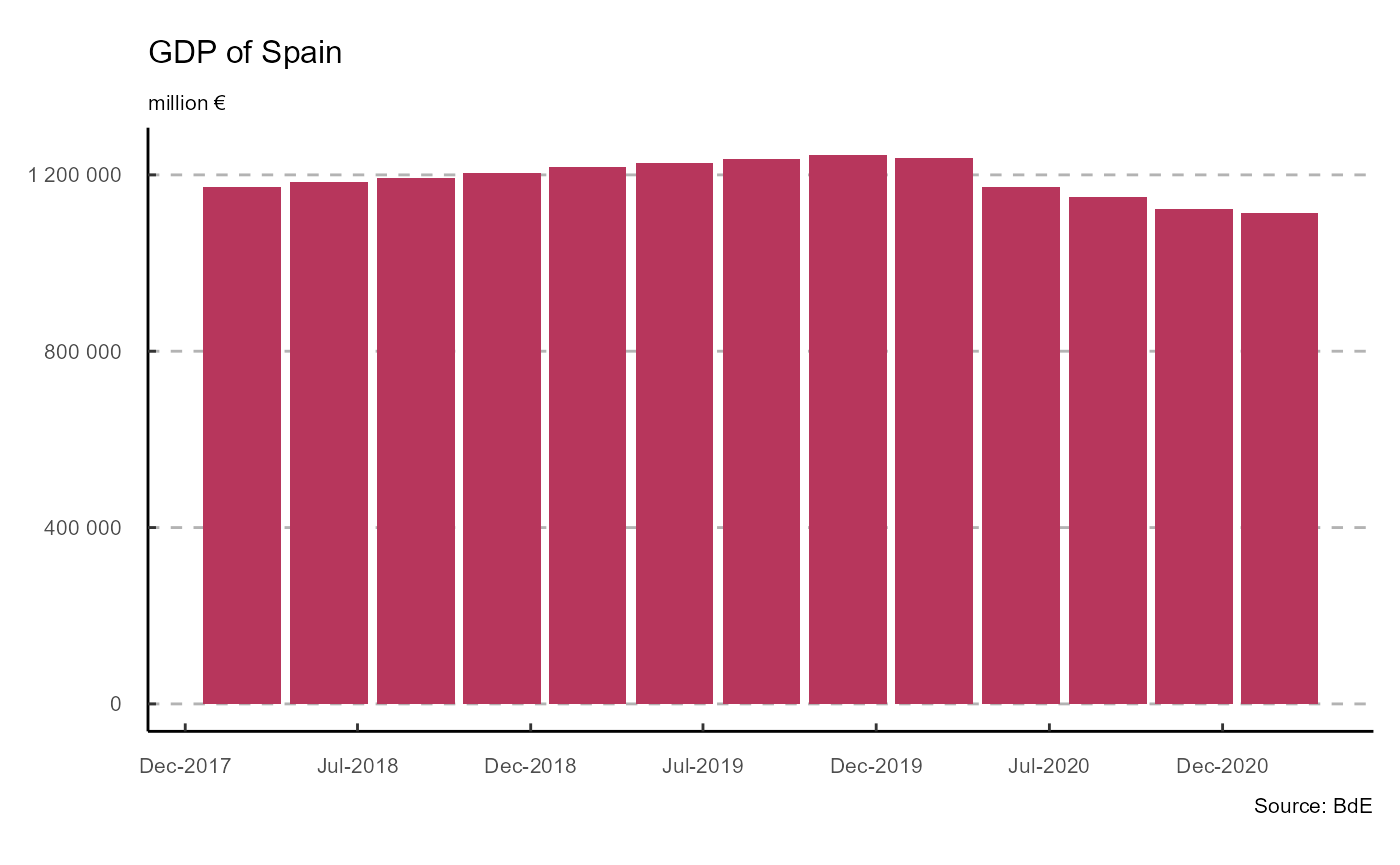 GDP of Spain
million €
1 200 000
800 000
400 000
0
Dec-2017 Jul-2018 Dec-2018 Jul-2019 Dec-2019 Jul-2020 Dec-2020
Source: BdE